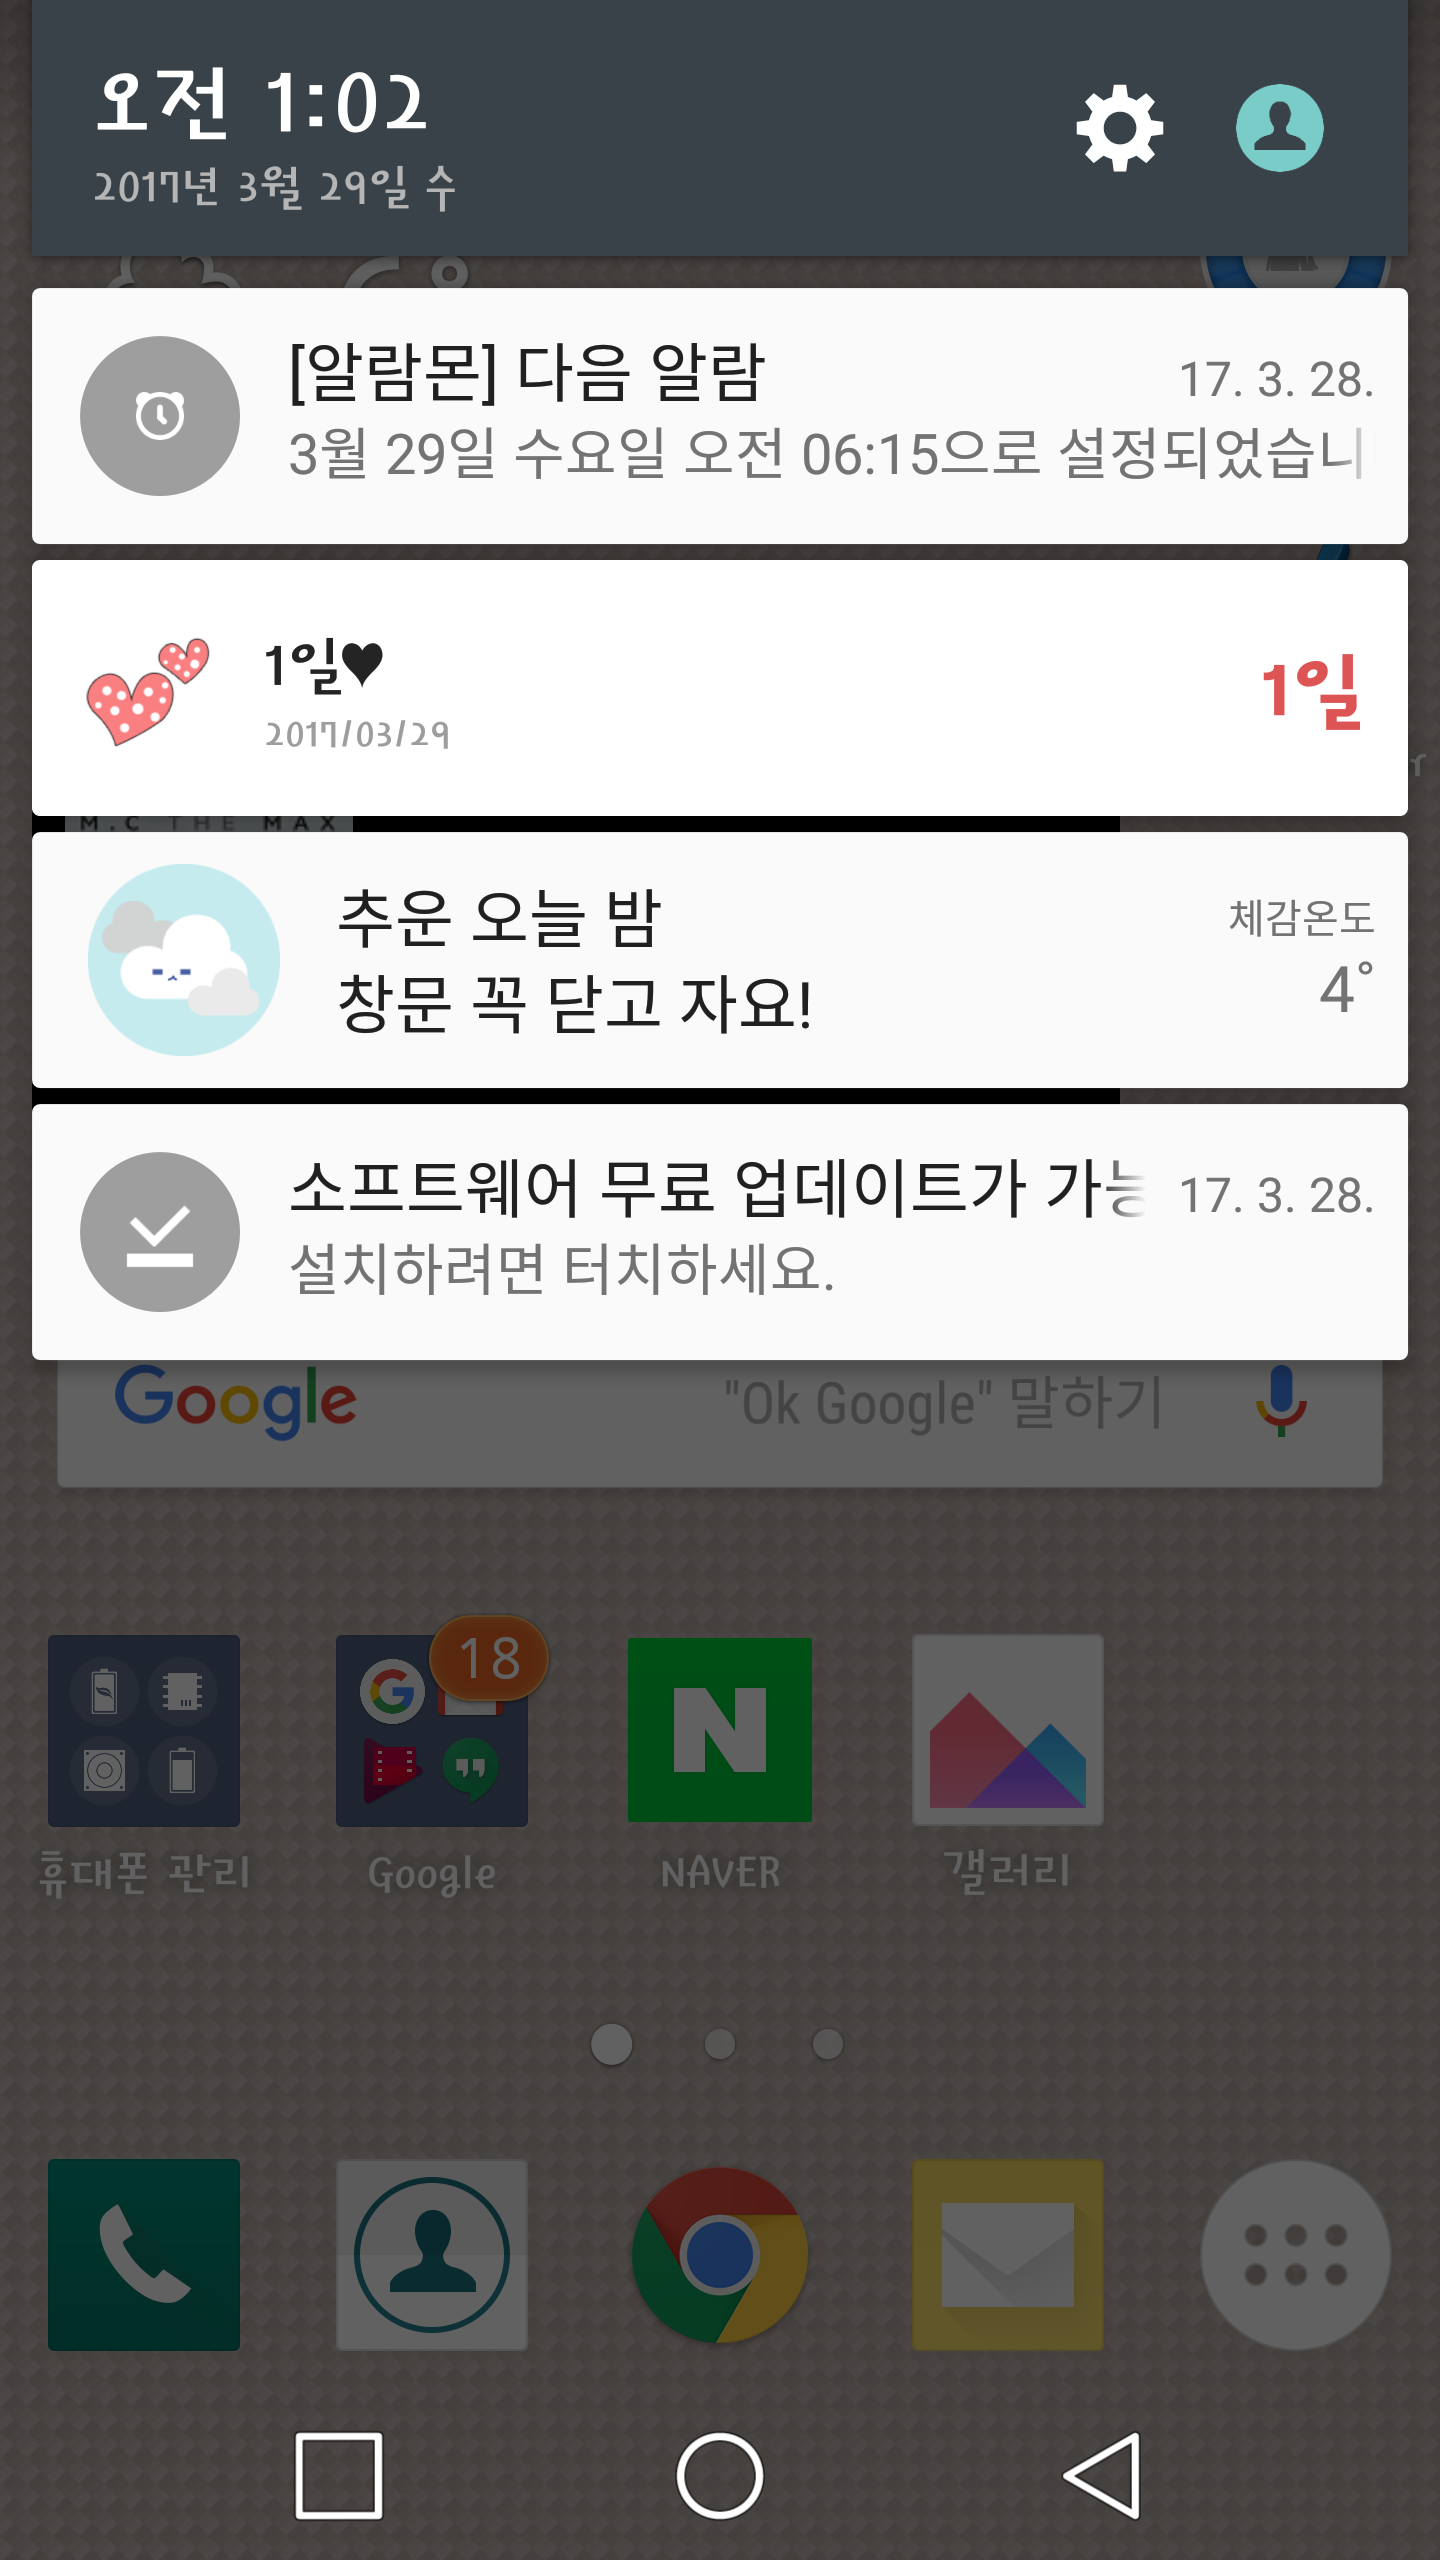 오전 1:02
2017년 3월 29일 수
[알람몬] 다음 알람
17. 3. 28.
3월 29일 수요일 오전 06:15으로 설정되었습니
1일♥
1일
2017/03/29
M.C THE MAX
추운 오늘 밤
체감온도
창문 꼭 닫고 자요!
4°
소프트웨어 무료 업데이트가 가능
17. 3. 28.
설치하려면 터치하세요.
Google
"Ok Google" 말하기
18
휴대폰 관리
Google
NAVER
갤러리